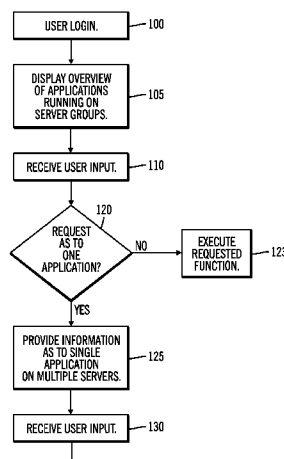 USER LOGIN.
100
DISPLAY OVERVIEW
OF APPLICATIONS
RUNNING ON
SERVER GROUPS.
105
RECEIVE USER INPUT.
110
120
REQUEST
AS TO
ONE
APPLICATION?
NO
EXECUTE
REQUESTED
FUNCTION.
123
YES
PROVIDE INFORMATION
AS TO SINGLE
APPLICATION
ON MULTIPLE SERVERS.
125
RECEIVE USER INPUT.
130